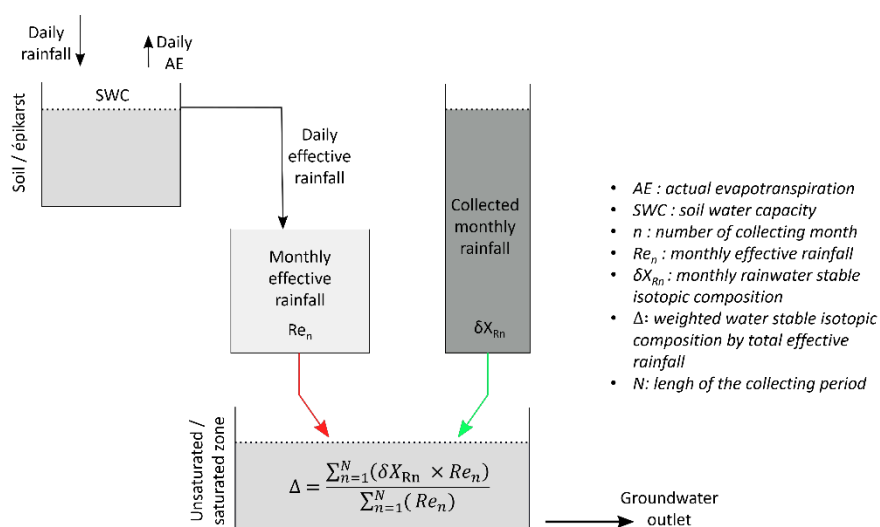 Daily
rainfall
Daily
AE
SWC
Soil / épikarst
Daily
effective
rainfall
Monthly
effective
rainfall
Re_n
Collected
monthly
rainfall
δX_Rn
• AE : actual evapotranspiration
• SWC : soil water capacity
• n : number of collecting month
• Re_n : monthly effective rainfall
• δX_Rn : monthly rainwater stable
isotopic composition
• Δ: weighted water stable isotopic
composition by total effective
rainfall
• N: lengh of the collecting period
Unsaturated /
saturated zone
Δ = ∑_{n=1}^{N}(δX_Rn × Re_n) / ∑_{n=1}^{N}(Re_n)
Groundwater
outlet